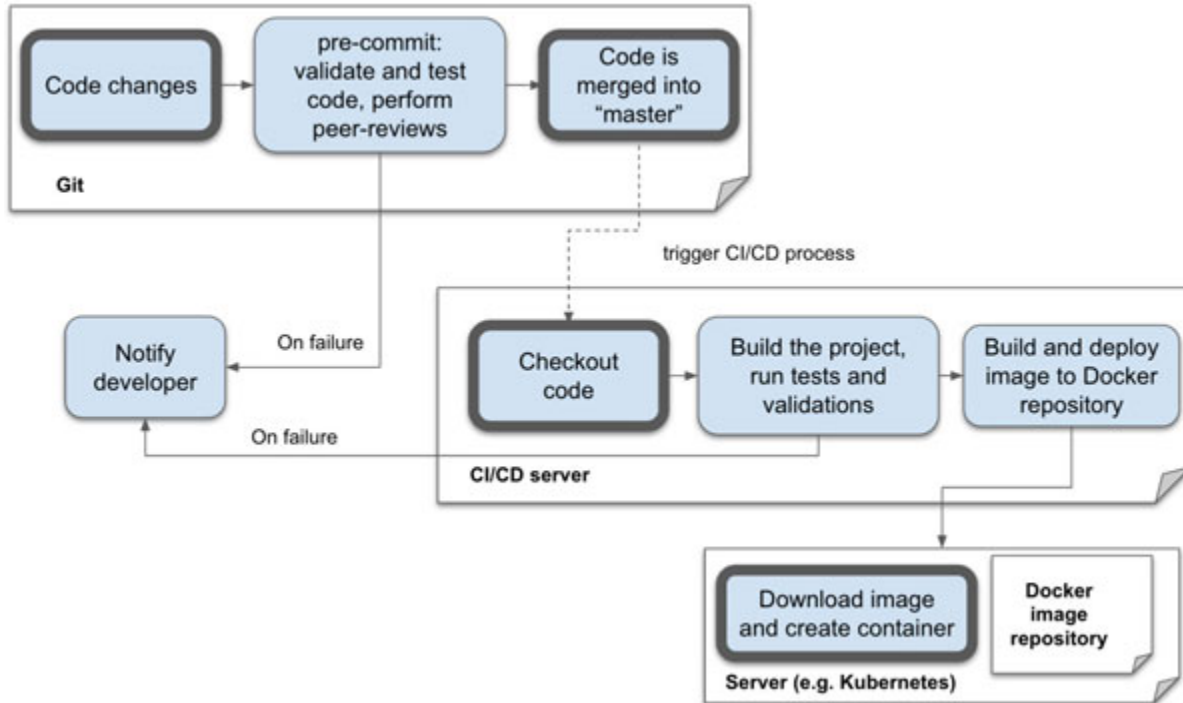 Code changes
pre-commit:
validate and test
code, perform
peer-reviews
Code is
merged into
“master”
Git
trigger CI/CD process
Notify
developer
On failure
On failure
Checkout
code
Build the project,
run tests and
validations
Build and deploy
image to Docker
repository
CI/CD server
Download image
and create container
Docker
image
repository
Server (e.g. Kubernetes)